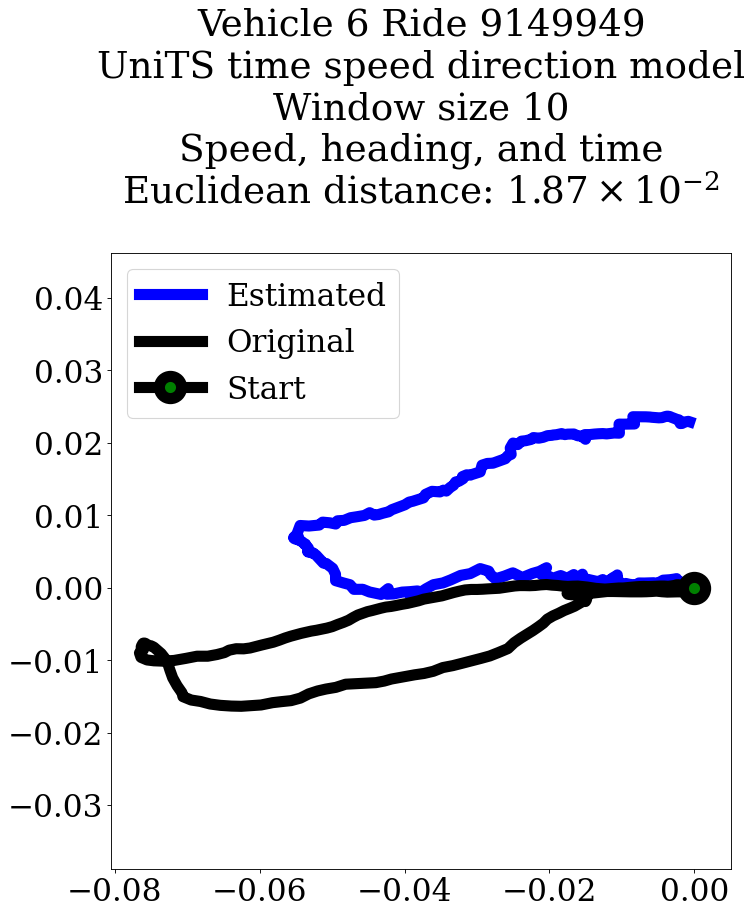 Vehicle 6 Ride 9149949
UniTS time speed direction model
Window size 10
Speed, heading, and time
Euclidean distance: 1.87 × 10⁻²
Estimated
Original
Start
0.04
0.03
0.02
0.01
0.00
−0.01
−0.02
−0.03
−0.08 −0.06 −0.04 −0.02 0.00